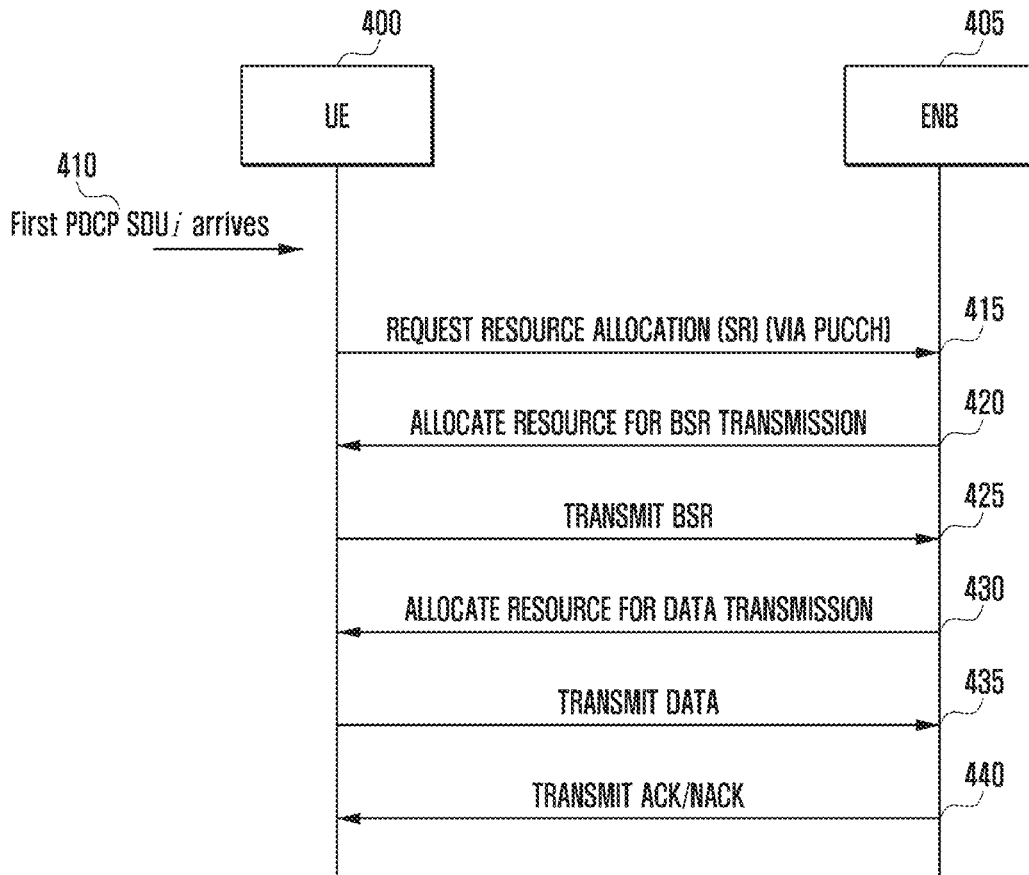 400
405
UE
ENB
410
First PDCP SDU i arrives
REQUEST RESOURCE ALLOCATION (SR) (VIA PUCCH)
415
ALLOCATE RESOURCE FOR BSR TRANSMISSION
420
TRANSMIT BSR
425
ALLOCATE RESOURCE FOR DATA TRANSMISSION
430
TRANSMIT DATA
435
TRANSMIT ACK/NACK
440